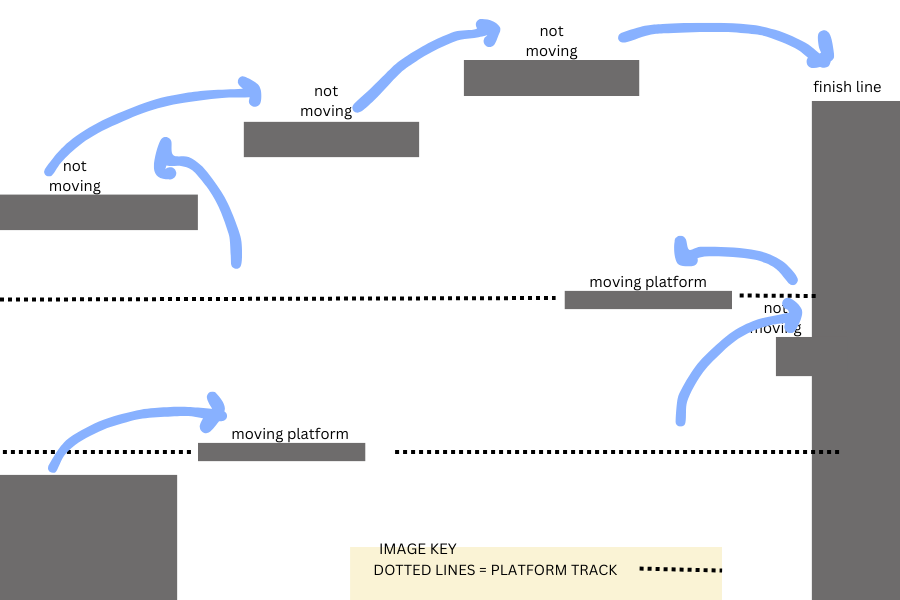 not
moving
not
moving
finish line
not
moving
moving platform
not
moving
moving platform
IMAGE KEY
DOTTED LINES = PLATFORM TRACK